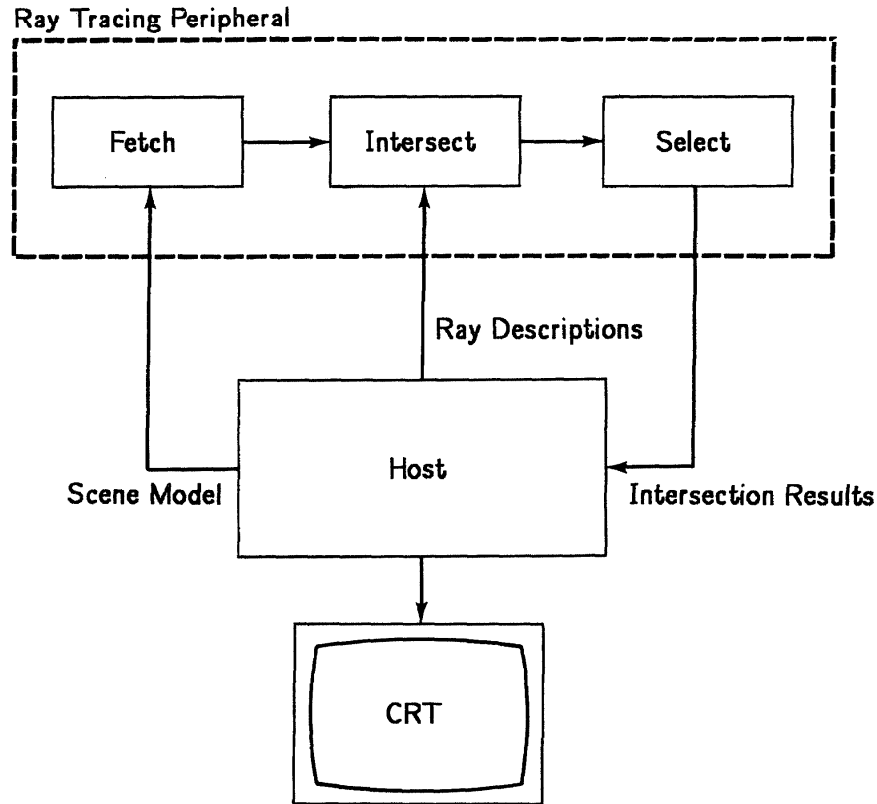 Ray Tracing Peripheral
Fetch
Intersect
Select
Ray Descriptions
Host
Scene Model
Intersection Results
CRT